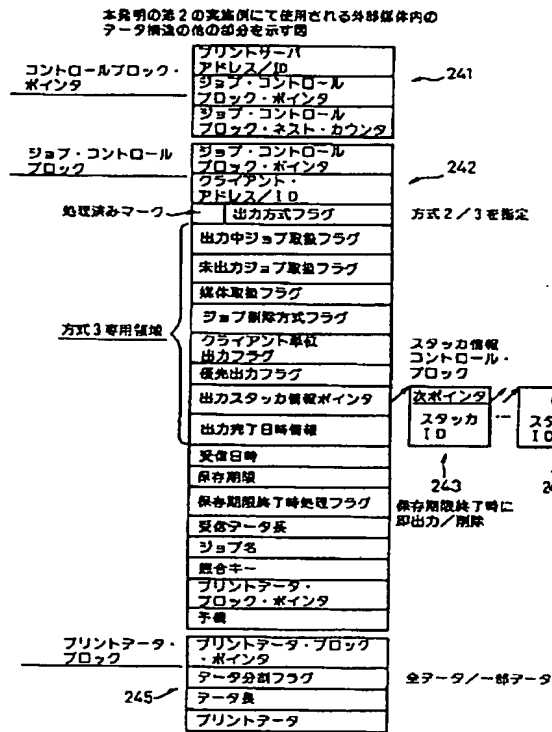 本発明の第2の実施例にて使用される外部媒体内の
データ構造の他の部分を示す図
コントロールブロック・
ポインタ
プリントサーバ
アドレス/ID
ジョブ・コントロール
ブロック・ポインタ
ジョブ・コントロール
ブロック・ネスト・カウンタ
241
ジョブ・コントロール
ブロック
ジョブ・コントロール
ブロック・ポインタ
クライアント・
アドレス/ID
242
処理済みマーク
出力方式フラグ
方式2/3を指定
方式3専用領域
出力中ジョブ取扱フラグ
未出力ジョブ取扱フラグ
媒体取扱フラグ
ジョブ削除方式フラグ
クライアント単位
出力フラグ
優先出力フラグ
出力スタッカ情報ポインタ
出力完了日時情報
スタッカ情報
コントロール・
ブロック
次ポインタ
スタッカ
ID
243
受信日時
保存期限
保存期限終了時処理フラグ
保存期限終了時に
即出力/削除
受信データ長
ジョブ名
照合キー
プリントデータ・
ブロック・ポインタ
予備
プリントデータ・
ブロック
プリントデータ・ブロック
・ポインタ
データ分割フラグ
全データ/一部データ
245
データ長
プリントデータ